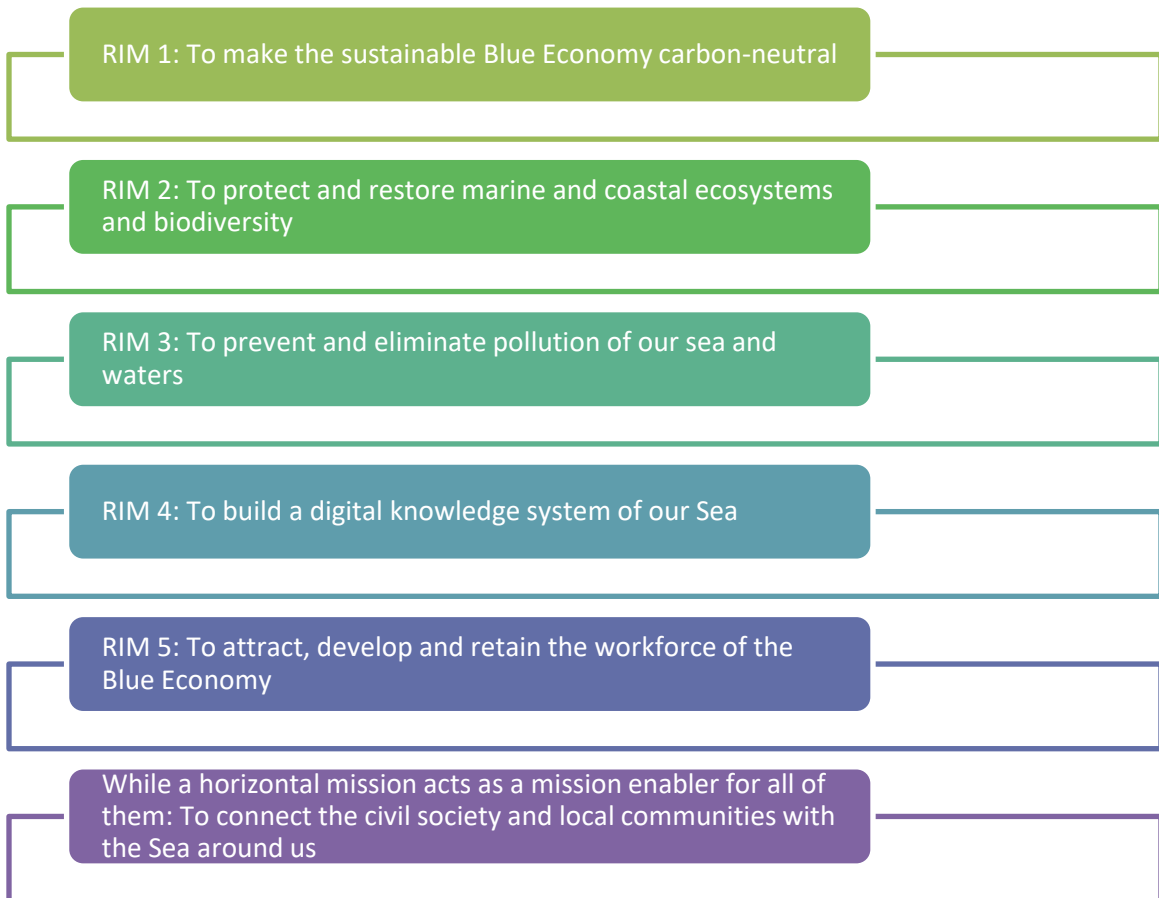 RIM 1: To make the sustainable Blue Economy carbon-neutral
RIM 2: To protect and restore marine and coastal ecosystems
and biodiversity
RIM 3: To prevent and eliminate pollution of our sea and
waters
RIM 4: To build a digital knowledge system of our Sea
RIM 5: To attract, develop and retain the workforce of the
Blue Economy
While a horizontal mission acts as a mission enabler for all of
them: To connect the civil society and local communities with
the Sea around us